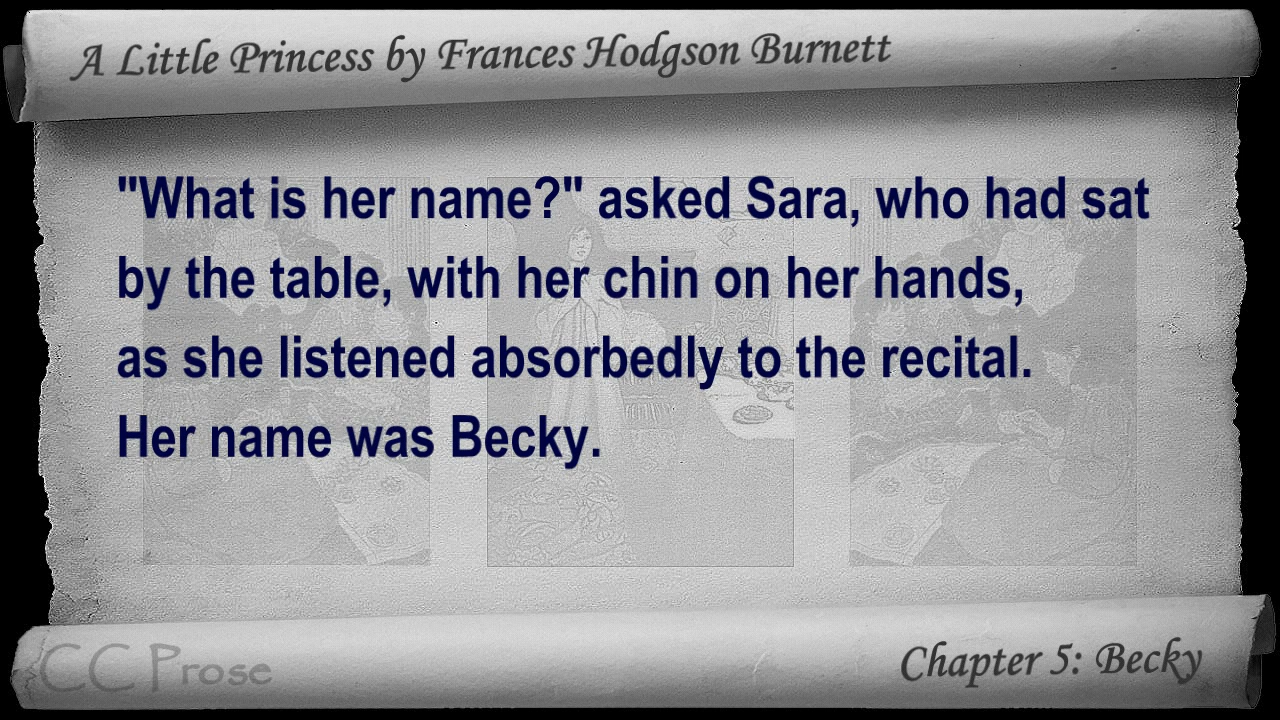 A Little Princess by Frances Hodgson Burnett
"What is her name?" asked Sara, who had sat
by the table, with her chin on her hands,
as she listened absorbedly to the recital.
Her name was Becky.
CC Prose
Chapter 5: Becky